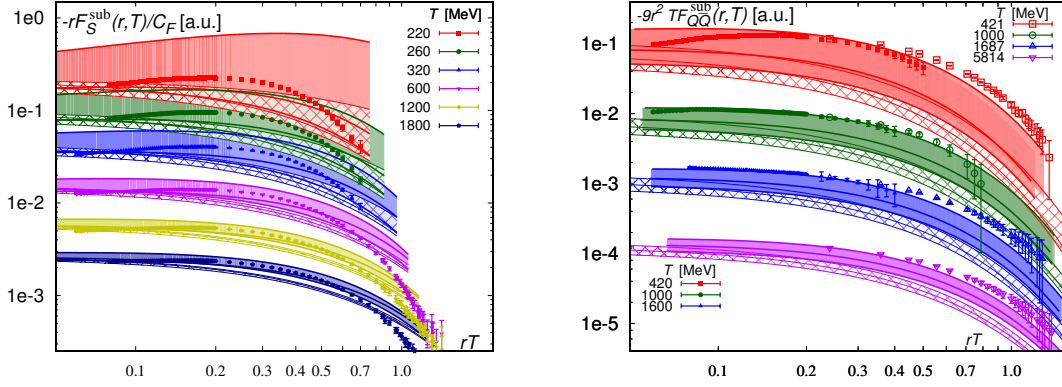 -rF_S^sub(r,T)/C_F [a.u.]
T [MeV]
220
260
320
600
1200
1800
1e0
1e-1
1e-2
1e-3
0.1
0.2
0.3
0.4
0.5
0.7
1.0
rT
-9r² TF_QQ̄^sub(r,T) [a.u.]
T [MeV]
421
1000
1687
5814
1e-1
1e-2
1e-3
1e-4
1e-5
T [MeV]
420
1000
1600
0.1
0.2
0.3
0.4
0.5
0.7
1.0
rT